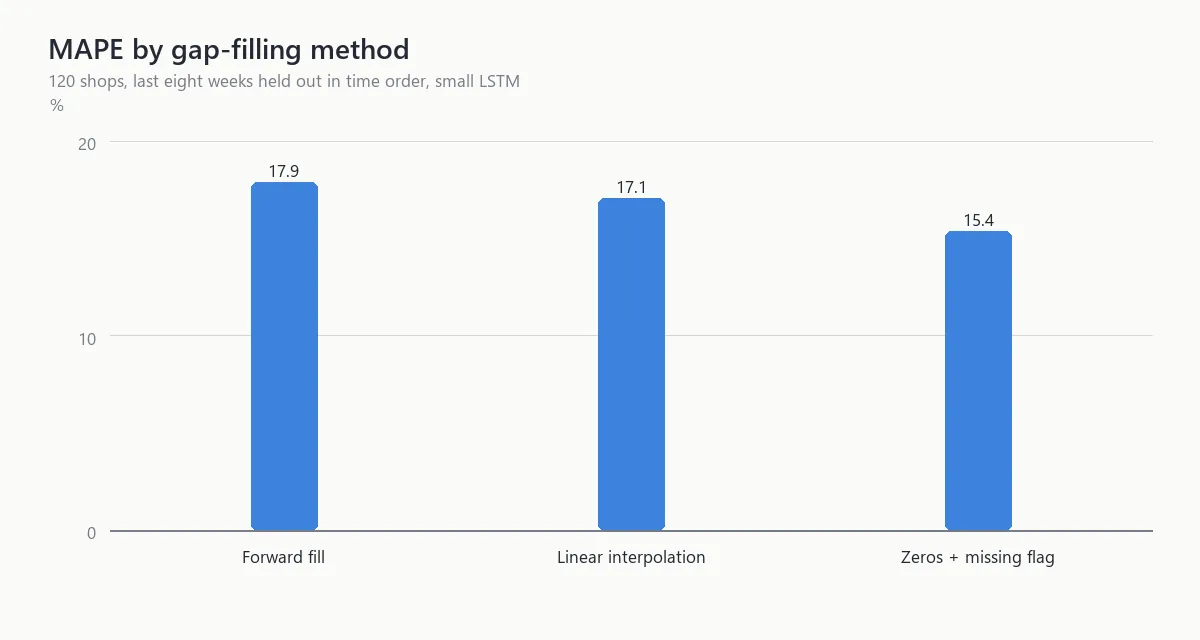 MAPE by gap-filling method
120 shops, last eight weeks held out in time order, small LSTM
%
20
17.9
17.1
15.4
10
0
Forward fill
Linear interpolation
Zeros + missing flag